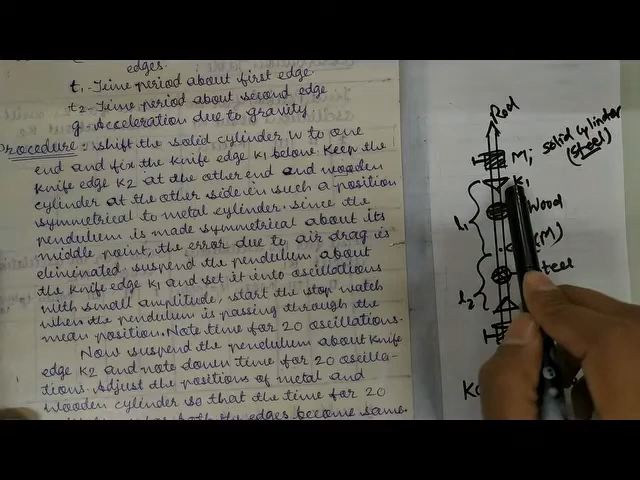 edges.
t1 - Time period about first edge
t2 - Time period about second edge
g - Acceleration due to gravity
Procedure: Shift the solid cylinder W to one
end and fix the knife edge K1 below. Keep the
knife edge K2 at the other end and wooden
cylinder at the other side in such a position
symmetrical to metal cylinder. Since the
pendulum is made symmetrical about its
middle point, the error due to air drag is
eliminated, suspend the pendulum about
the knife edge K1 and set it into oscillations
with small amplitude, start the stop watch
when the pendulum is passing through the
mean position. Note time for 20 oscillations.
Now suspend the pendulum about knife
edge K2 and note down time for 20 oscilla-
tions. Adjust the positions of metal and
wooden cylinder so that the time for 20
both the edges become same.
Rod
M, solid cylinder
(steel)
K1
Wood
l1
(M)
steel
l2